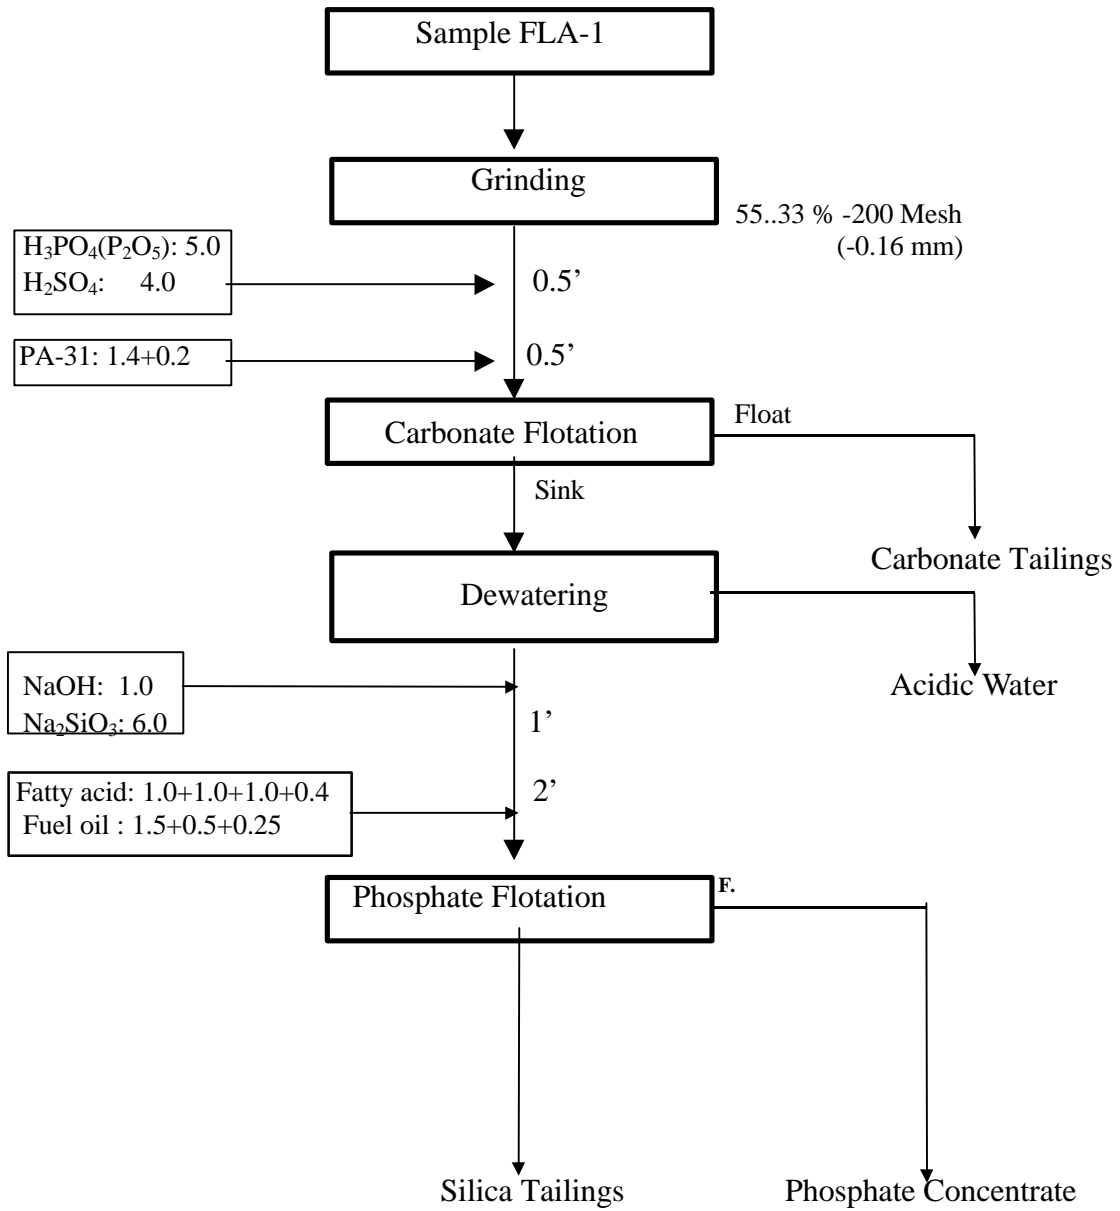 Sample FLA-1
Grinding
55..33 % -200 Mesh
(-0.16 mm)
H₃PO₄(P₂O₅): 5.0
H₂SO₄: 4.0
0.5’
PA-31: 1.4+0.2
0.5’
Carbonate Flotation
Float
Sink
Carbonate Tailings
Dewatering
Acidic Water
NaOH: 1.0
Na₂SiO₃: 6.0
1’
Fatty acid: 1.0+1.0+1.0+0.4
Fuel oil : 1.5+0.5+0.25
2’
Phosphate Flotation
F.
Silica Tailings
Phosphate Concentrate